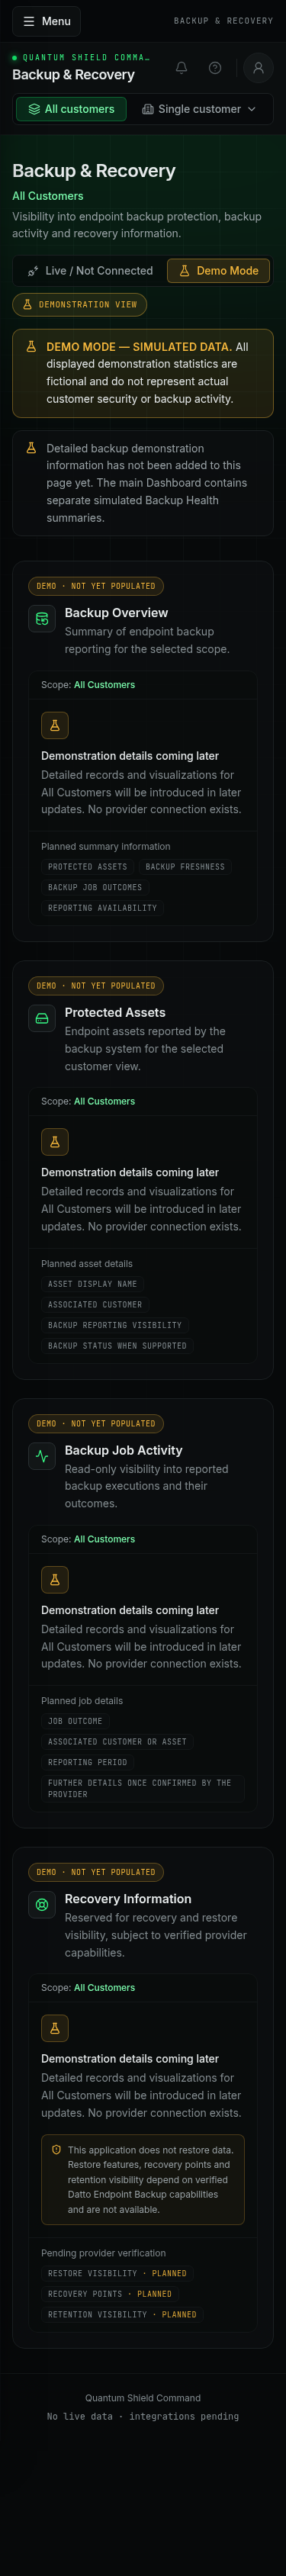 Menu
BACKUP & RECOVERY
QUANTUM SHIELD COMMA…
Backup & Recovery
All customers
Single customer
Backup & Recovery
All Customers
Visibility into endpoint backup protection, backup
activity and recovery information.
Live / Not Connected
Demo Mode
DEMONSTRATION VIEW
DEMO MODE — SIMULATED DATA. All
displayed demonstration statistics are
fictional and do not represent actual
customer security or backup activity.
Detailed backup demonstration
information has not been added to this
page yet. The main Dashboard contains
separate simulated Backup Health
summaries.
DEMO · NOT YET POPULATED
Backup Overview
Summary of endpoint backup
reporting for the selected scope.
Scope: All Customers
Demonstration details coming later
Detailed records and visualizations for
All Customers will be introduced in later
updates. No provider connection exists.
Planned summary information
PROTECTED ASSETS
BACKUP FRESHNESS
BACKUP JOB OUTCOMES
REPORTING AVAILABILITY
DEMO · NOT YET POPULATED
Protected Assets
Endpoint assets reported by the
backup system for the selected
customer view.
Scope: All Customers
Demonstration details coming later
Detailed records and visualizations for
All Customers will be introduced in later
updates. No provider connection exists.
Planned asset details
ASSET DISPLAY NAME
ASSOCIATED CUSTOMER
BACKUP REPORTING VISIBILITY
BACKUP STATUS WHEN SUPPORTED
DEMO · NOT YET POPULATED
Backup Job Activity
Read-only visibility into reported
backup executions and their
outcomes.
Scope: All Customers
Demonstration details coming later
Detailed records and visualizations for
All Customers will be introduced in later
updates. No provider connection exists.
Planned job details
JOB OUTCOME
ASSOCIATED CUSTOMER OR ASSET
REPORTING PERIOD
FURTHER DETAILS ONCE CONFIRMED BY THE
PROVIDER
DEMO · NOT YET POPULATED
Recovery Information
Reserved for recovery and restore
visibility, subject to verified provider
capabilities.
Scope: All Customers
Demonstration details coming later
Detailed records and visualizations for
All Customers will be introduced in later
updates. No provider connection exists.
This application does not restore data.
Restore features, recovery points and
retention visibility depend on verified
Datto Endpoint Backup capabilities
and are not available.
Pending provider verification
RESTORE VISIBILITY · PLANNED
RECOVERY POINTS · PLANNED
RETENTION VISIBILITY · PLANNED
Quantum Shield Command
No live data · integrations pending